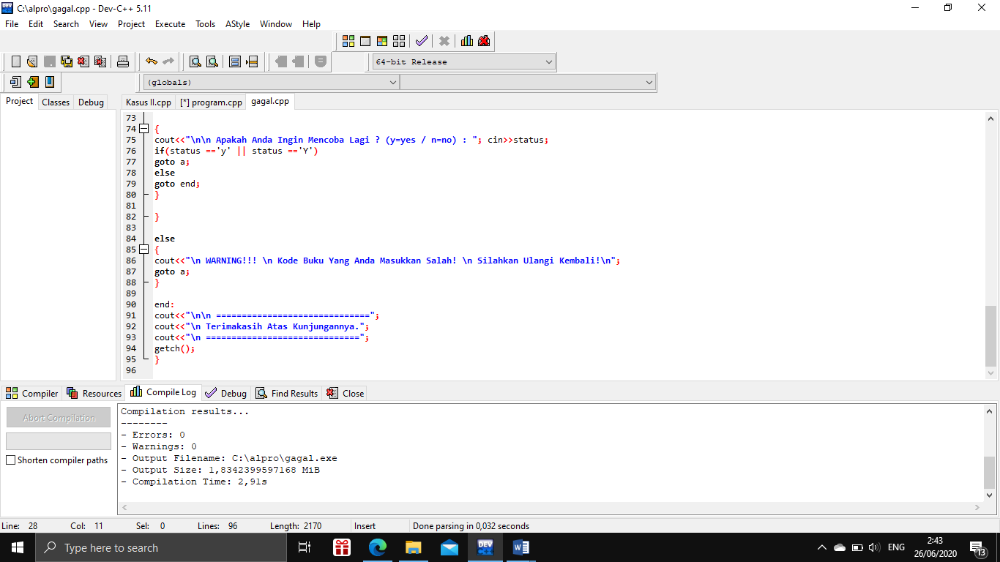 C:\alpro\gagal.cpp - Dev-C++ 5.11
File Edit Search View Project Execute Tools AStyle Window Help
64-bit Release
(globals)
Project Classes Debug
Kasus II.cpp [*] program.cpp gagal.cpp
73
74 {
75 cout<<"\n\n Apakah Anda Ingin Mencoba Lagi ? (y=yes / n=no) : "; cin>>status;
76 if(status =='y' || status =='Y')
77 goto a;
78 else
79 goto end;
80 }
81
82 }
83
84 else
85 {
86 cout<<"\n WARNING!!! \n Kode Buku Yang Anda Masukkan Salah! \n Silahkan Ulangi Kembali!\n";
87 goto a;
88 }
89
90 end:
91 cout<<"\n\n ==============================";
92 cout<<"\n Terimakasih Atas Kunjungannya.";
93 cout<<"\n ==============================";
94 getch();
95 }
96
Compiler Resources Compile Log Debug Find Results Close
Abort Compilation
Shorten compiler paths
Compilation results...
--------
- Errors: 0
- Warnings: 0
- Output Filename: C:\alpro\gagal.exe
- Output Size: 1,8342399597168 MiB
- Compilation Time: 2,91s
Line: 28 Col: 11 Sel: 0 Lines: 96 Length: 2170 Insert Done parsing in 0,032 seconds
Type here to search
DEV
W
ENG
2:43
26/06/2020
13